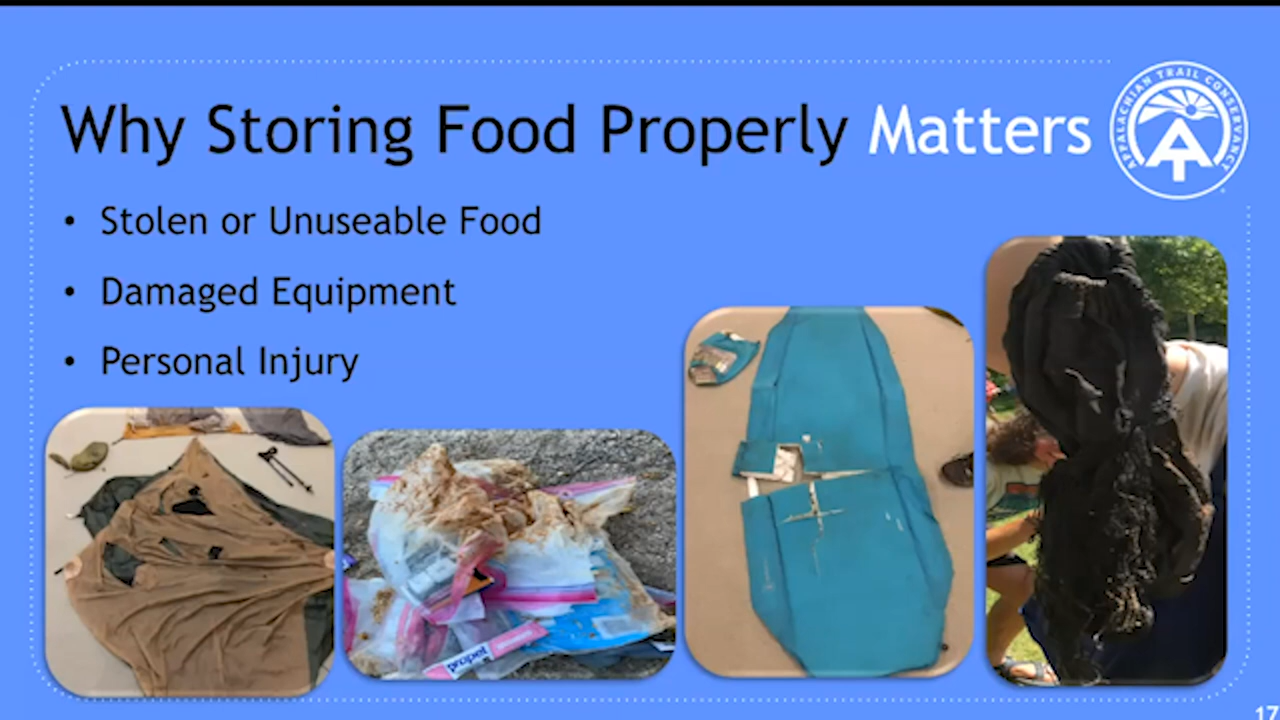 Why Storing Food Properly Matters
APPALACHIAN TRAIL CONSERVANCY
• Stolen or Unuseable Food
• Damaged Equipment
• Personal Injury
propel
17